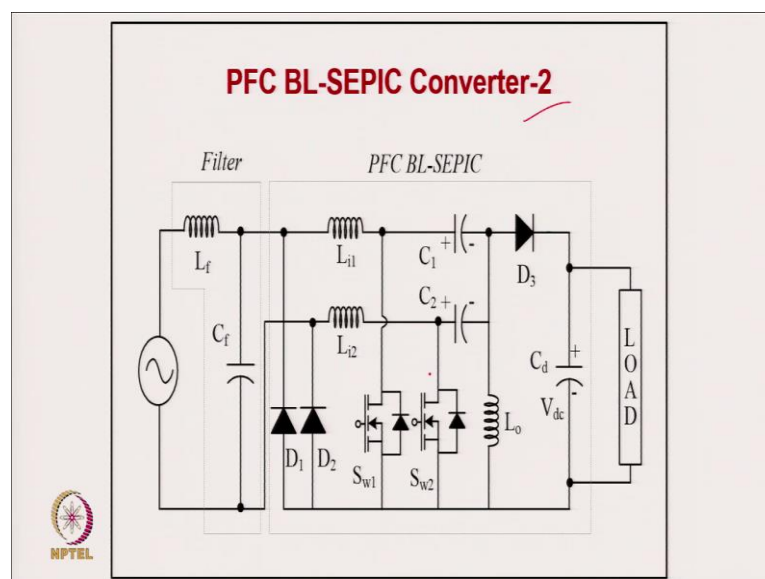 PFC BL-SEPIC Converter-2
Filter
PFC BL-SEPIC
Lf
Li1
C1 + -
D3
C2 + -
Cf
Li2
Cd +
LOAD
Vdc -
D1 D2
Sw1
Sw2
Lo
NPTEL